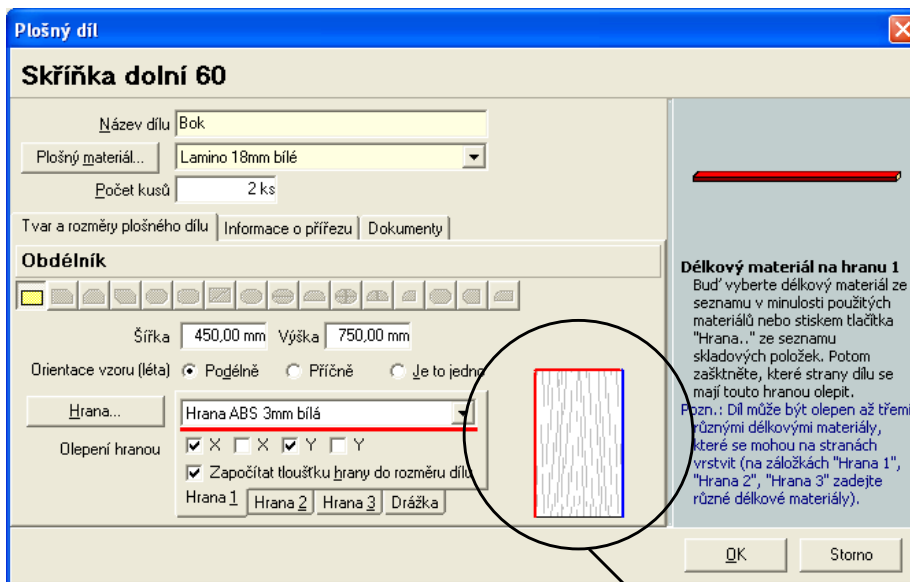 Plošný díl
Skříňka dolní 60
Název dílu Bok
Plošný materiál... Lamino 18mm bílé
Počet kusů 2 ks
Tvar a rozměry plošného dílu Informace o přířezu Dokumenty
Obdélník
Šířka 450,00 mm Výška 750,00 mm
Orientace vzoru (léta) Podélně Příčně Je to jedno
Hrana... Hrana ABS 3mm bílá
Olepení hranou X X Y Y
Započítat tloušťku hrany do rozměru dílu
Hrana 1 Hrana 2 Hrana 3 Drážka
Délkový materiál na hranu 1
Buď vyberte délkový materiál ze
seznamu v minulosti použitých
materiálů nebo stiskem tlačítka
"Hrana.." ze seznamu
skladových položek. Potom
zašktněte, které strany dílu se
mají touto hranou olepit.
Pozn.: Díl může být olepen až třemi
různými délkovými materiály,
které se mohou na stranách
vrstvit (na záložkách "Hrana 1",
"Hrana 2", "Hrana 3" zadejte
různé délkové materiály).
OK Storno